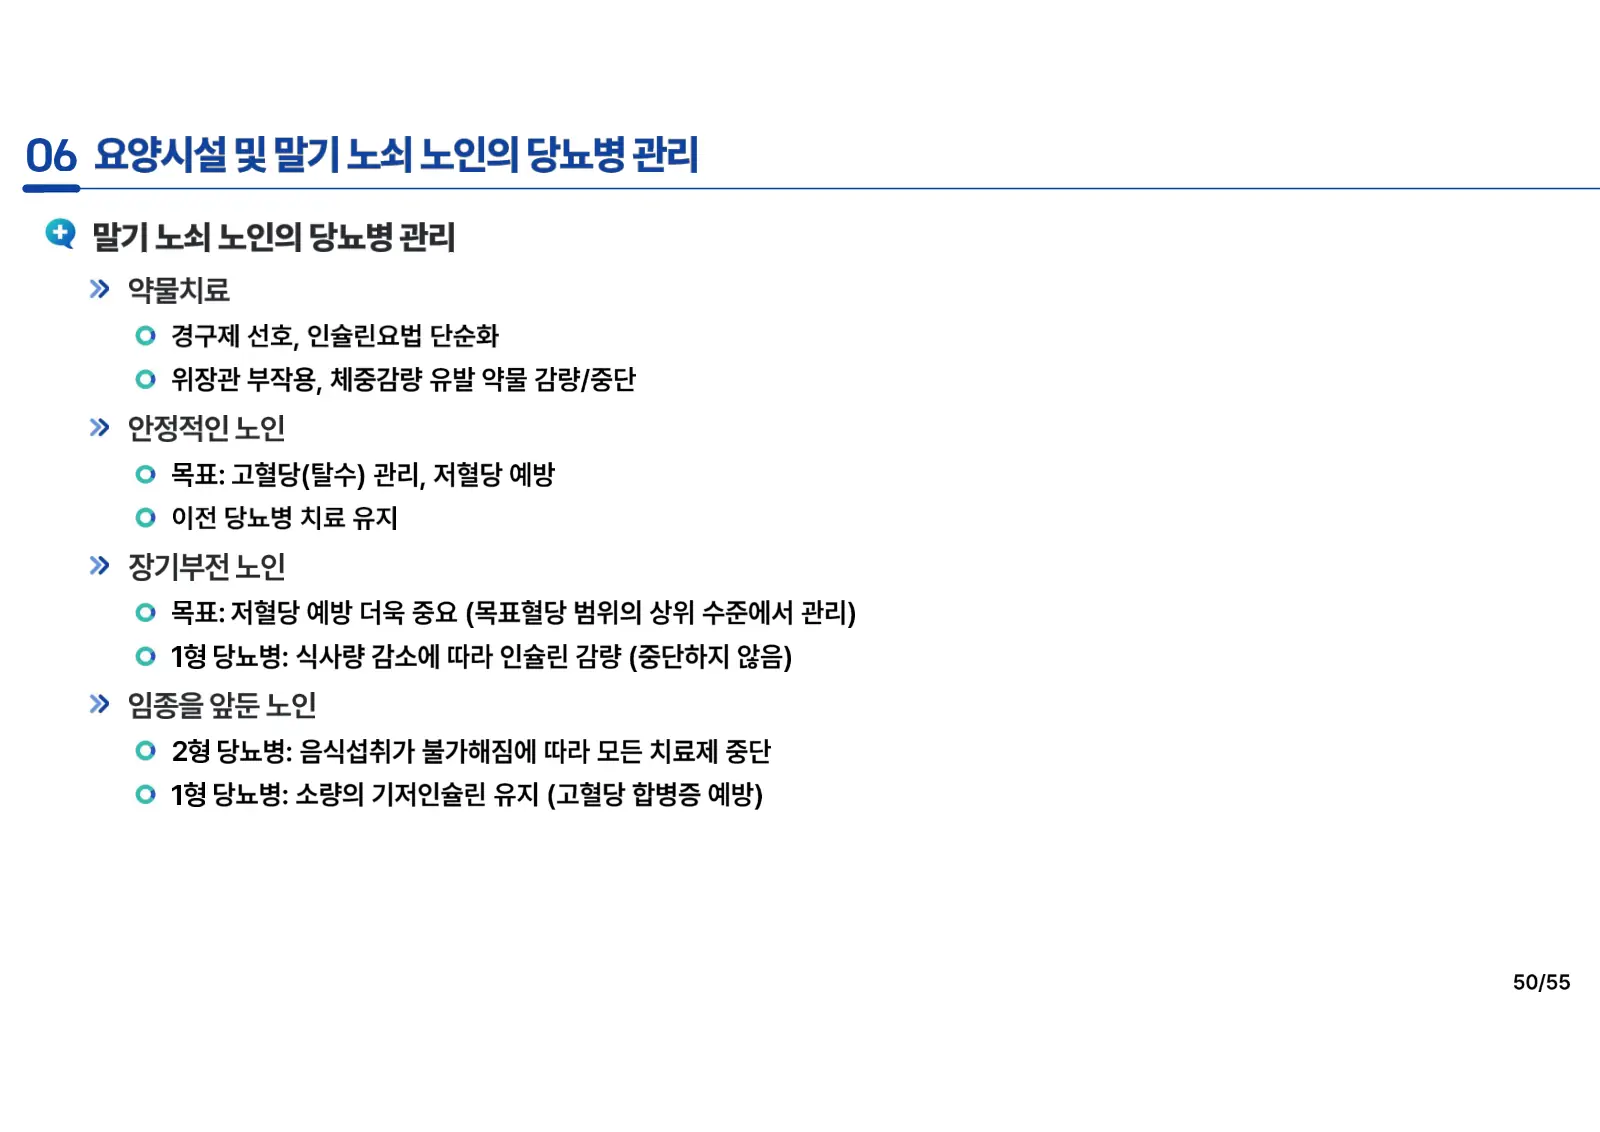 06 요양시설 및 말기 노쇠 노인의 당뇨병 관리
말기 노쇠 노인의 당뇨병 관리
약물치료
경구제 선호, 인슐린요법 단순화
위장관 부작용, 체중감량 유발 약물 감량/중단
안정적인 노인
목표: 고혈당(탈수) 관리, 저혈당 예방
이전 당뇨병 치료 유지
장기부전 노인
목표: 저혈당 예방 더욱 중요 (목표혈당 범위의 상위 수준에서 관리)
1형 당뇨병: 식사량 감소에 따라 인슐린 감량 (중단하지 않음)
임종을 앞둔 노인
2형 당뇨병: 음식섭취가 불가해짐에 따라 모든 치료제 중단
1형 당뇨병: 소량의 기저인슐린 유지 (고혈당 합병증 예방)
50/55